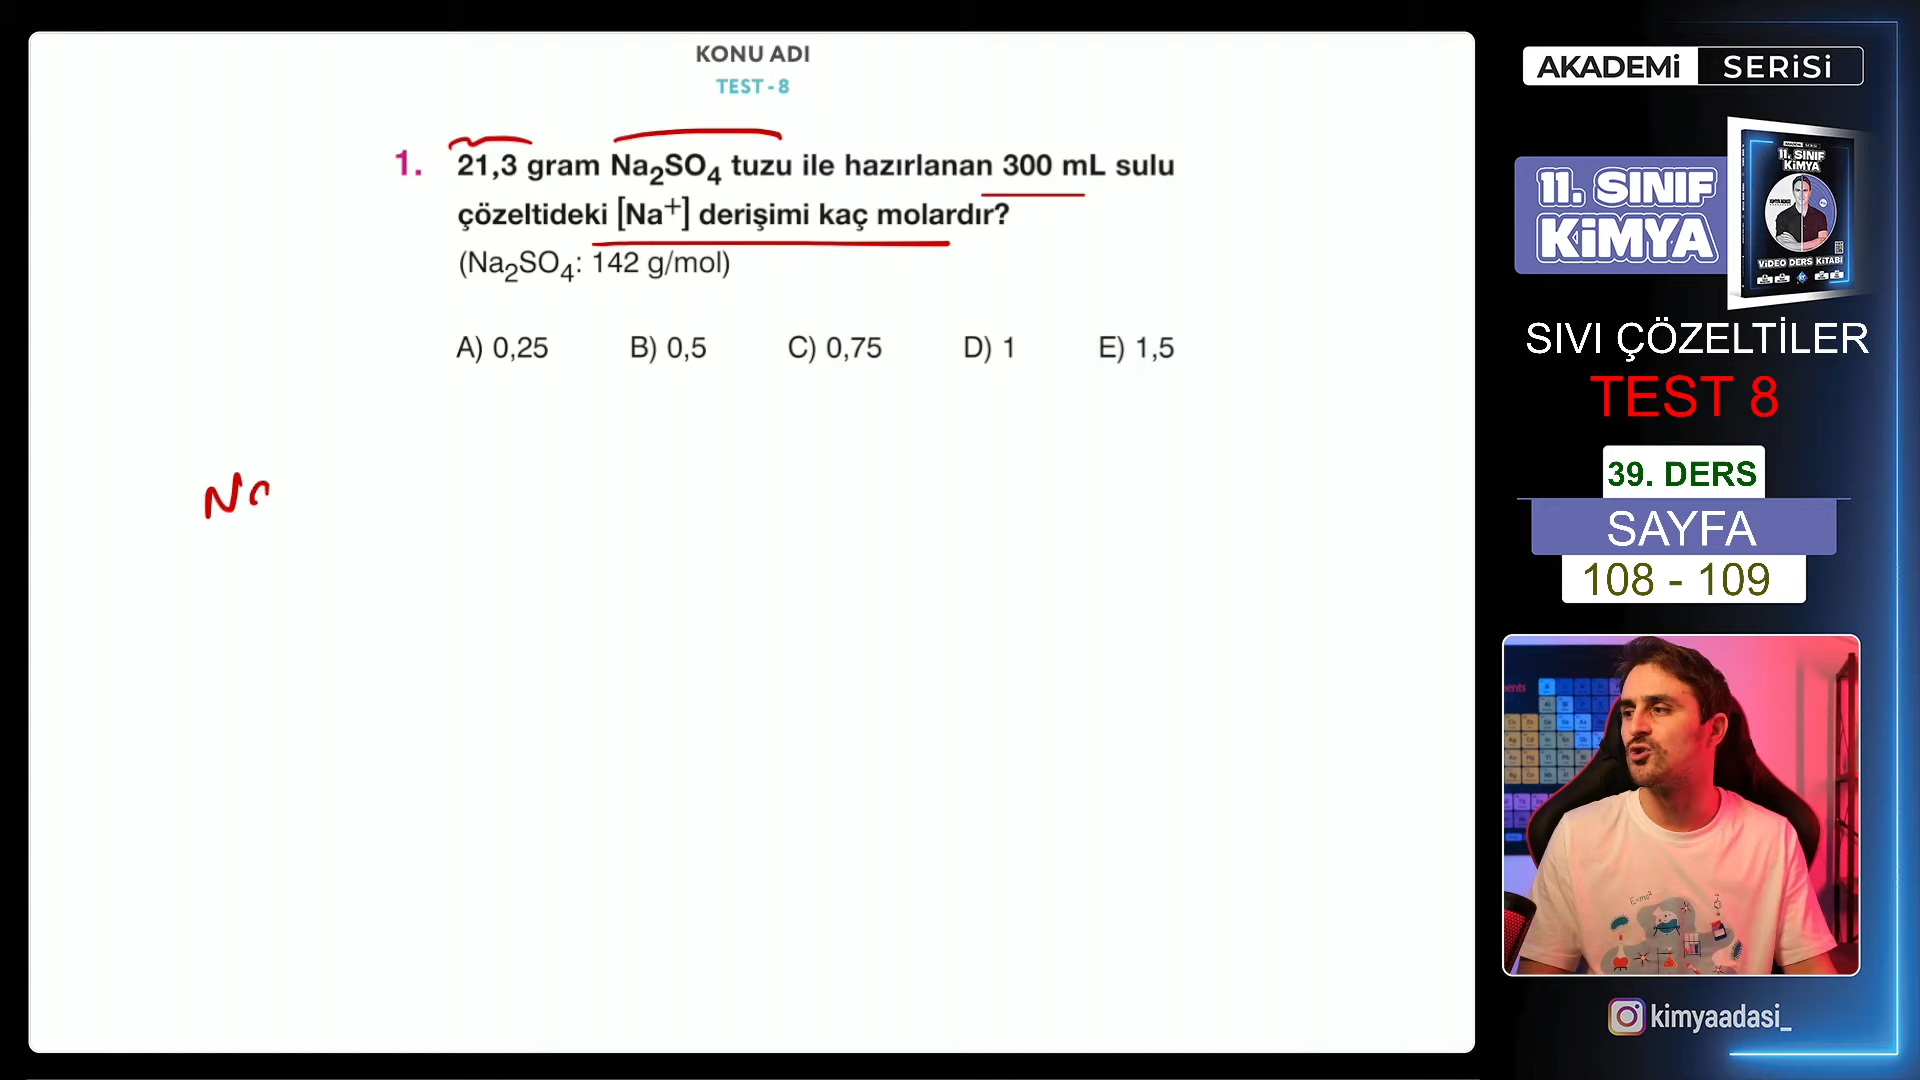 KONU ADI
TEST - 8
1. 21,3 gram Na₂SO₄ tuzu ile hazırlanan 300 mL sulu
çözeltideki [Na⁺] derişimi kaç molardır?
(Na₂SO₄: 142 g/mol)
A) 0,25 B) 0,5 C) 0,75 D) 1 E) 1,5
AKADEMİ SERİSİ
11. SINIF
KİMYA
11. SINIF
KİMYA
VİDEO DERS KİTABI
SIVI ÇÖZELTİLER
TEST 8
39. DERS
SAYFA
108 - 109
E=mc²
kimyaadasi_